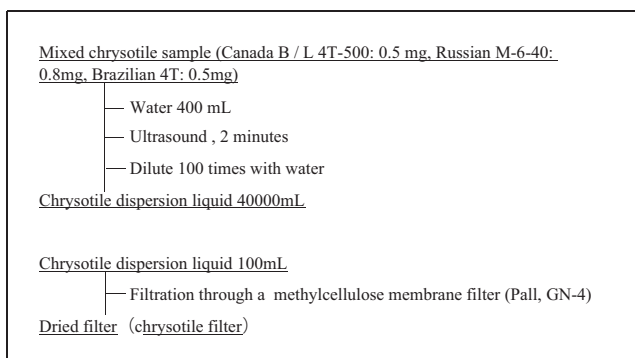 Mixed chrysotile sample (Canada B / L 4T-500: 0.5 mg, Russian M-6-40:
0.8mg, Brazilian 4T: 0.5mg)
Water 400 mL
Ultrasound , 2 minutes
Dilute 100 times with water
Chrysotile dispersion liquid 40000mL
Chrysotile dispersion liquid 100mL
Filtration through a methylcellulose membrane filter (Pall, GN-4)
Dried filter（chrysotile filter）